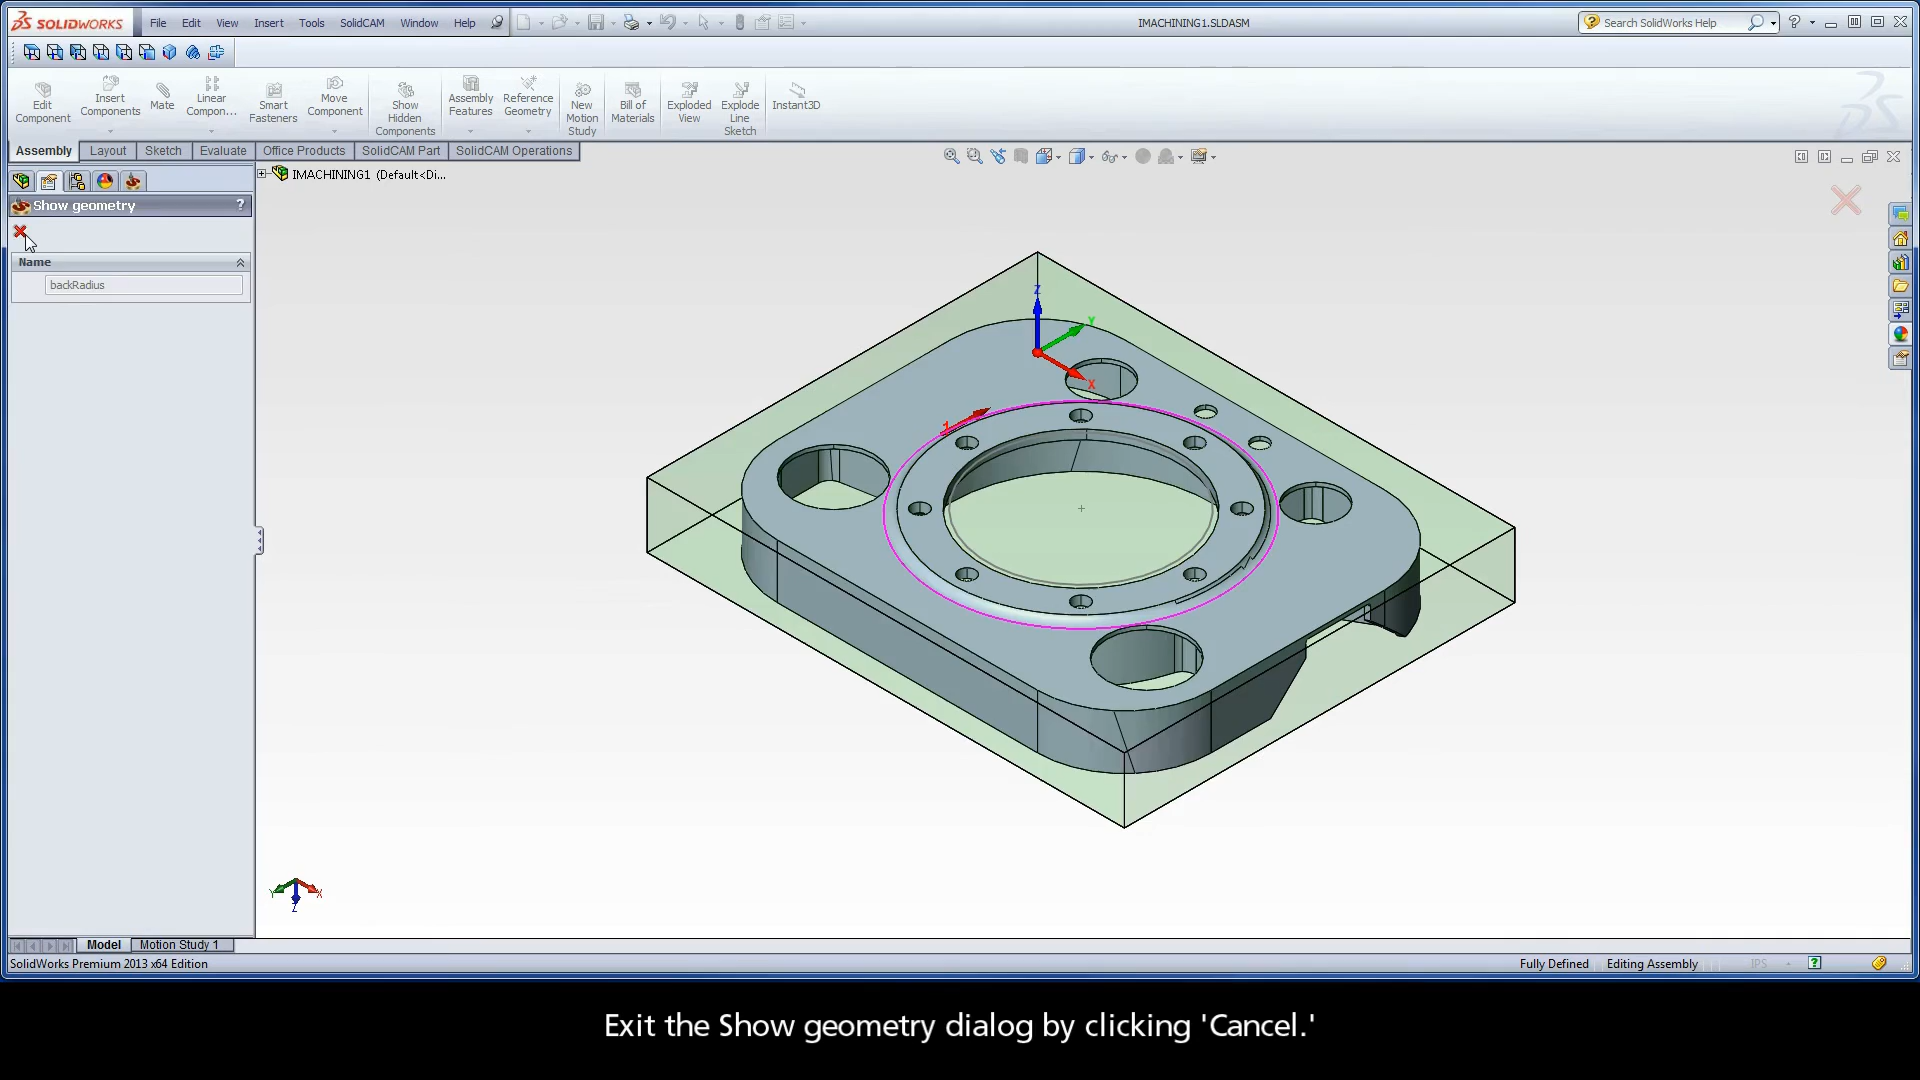 SOLIDWORKS File Edit View Insert Tools SolidCAM Window Help IMACHINING1.SLDASM Search SolidWorks Help
Edit Component
Insert Components
Mate
Linear Compon...
Smart Fasteners
Move Component
Show Hidden Components
Assembly Features
Reference Geometry
New Motion Study
Bill of Materials
Exploded View
Explode Line Sketch
Instant3D
Assembly Layout Sketch Evaluate Office Products SolidCAM Part SolidCAM Operations
IMACHINING1 (Default<Di...
Show geometry ?
Name
backRadius
Z
Y
X
1
Y X
Z
Model Motion Study 1
SolidWorks Premium 2013 x64 Edition Fully Defined Editing Assembly IPS
Exit the Show geometry dialog by clicking 'Cancel.'